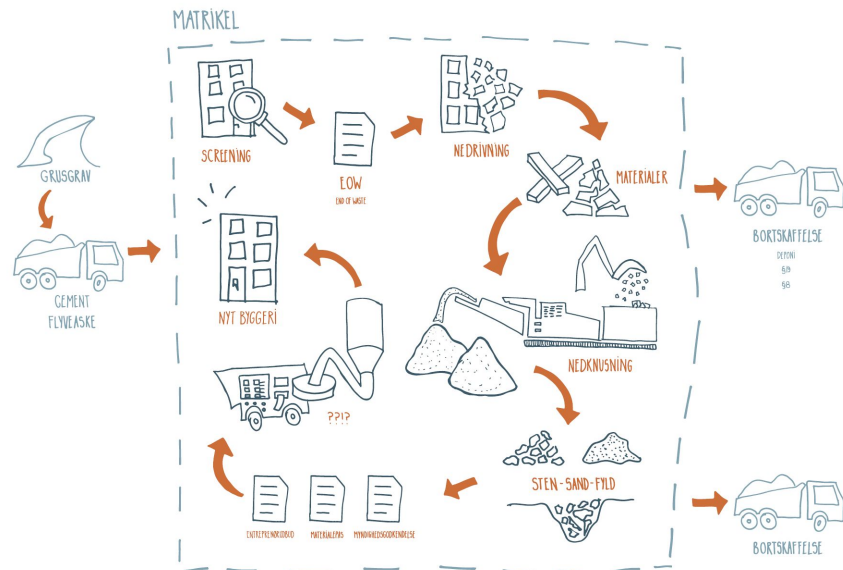 MATRIKEL
SCREENING
EOW
END OF WASTE
NEDRIVNING
MATERIALER
GRUSGRAV
CEMENT
FLYVEASKE
BORTSKAFFELSE
DEPONI
§19
§8
NYT BYGGERI
NEDKNUSNING
???!?
STEN-SAND-FYLD
ENTREPRENØRUDBUD
MATERIALEPAS
MYNDIGHEDSGODKENDELSE
BORTSKAFFELSE